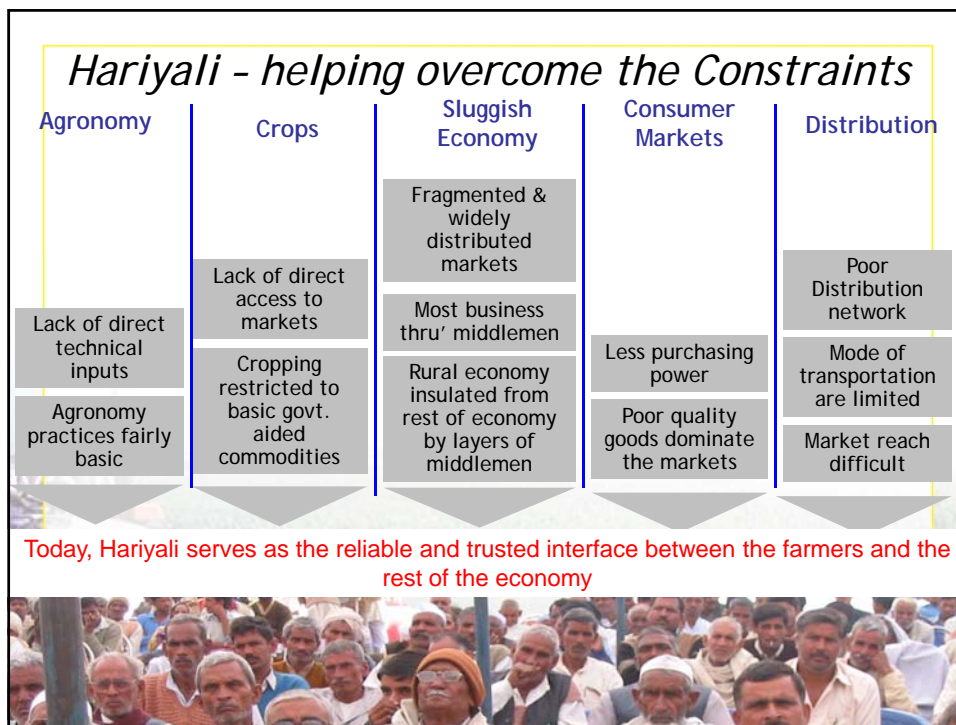 Hariyali - helping overcome the Constraints
Agronomy
Lack of direct
technical
inputs
Agronomy
practices fairly
basic
Crops
Lack of direct
access to
markets
Cropping
restricted to
basic govt.
aided
commodities
Sluggish
Economy
Fragmented &
widely
distributed
markets
Most business
thru’ middlemen
Rural economy
insulated from
rest of economy
by layers of
middlemen
Consumer
Markets
Less purchasing
power
Poor quality
goods dominate
the markets
Distribution
Poor
Distribution
network
Mode of
transportation
are limited
Market reach
difficult
Today, Hariyali serves as the reliable and trusted interface between the farmers and the
rest of the economy